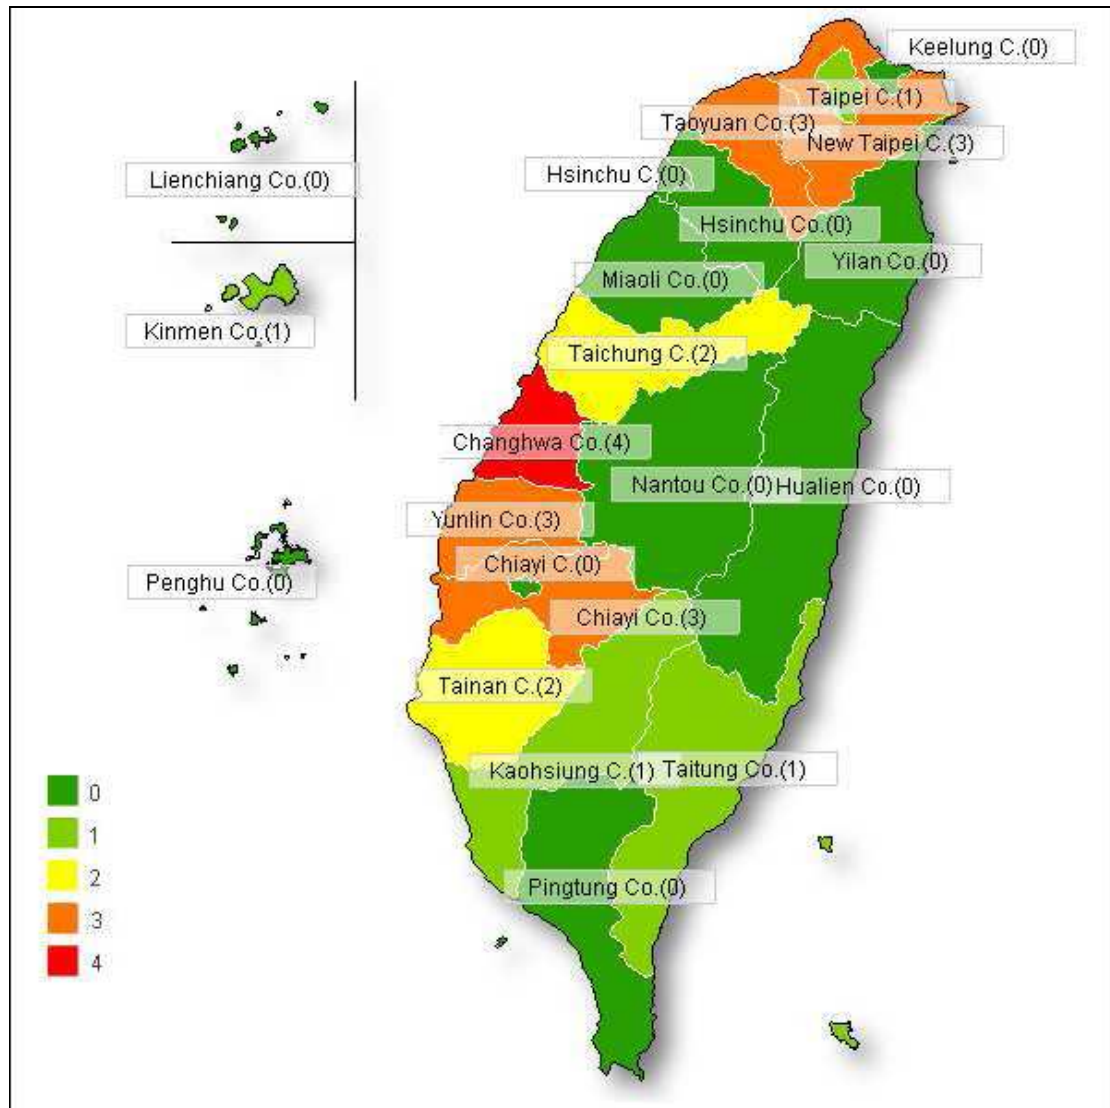 Keelung C.(0)
Taipei C.(1)
Taoyuan Co.(3)
New Taipei C.(3)
Lienchiang Co.(0)
Hsinchu C.(0)
Hsinchu Co.(0)
Yilan Co.(0)
Miaoli Co.(0)
Kinmen Co.(1)
Taichung C.(2)
Changhwa Co.(4)
Nantou Co.(0)
Hualien Co.(0)
Yunlin Co.(3)
Chiayi C.(0)
Penghu Co.(0)
Chiayi Co.(3)
Tainan C.(2)
Kaohsiung C.(1)
Taitung Co.(1)
Pingtung Co.(0)
0
1
2
3
4